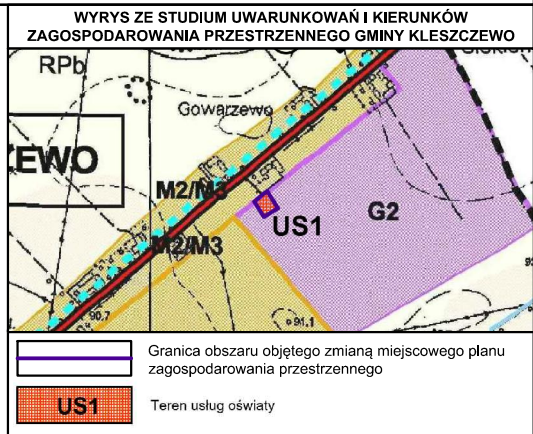 WYRYS ZE STUDIUM UWARUNKOWAŃ I KIERUNKÓW
ZAGOSPODAROWANIA PRZESTRZENNEGO GMINY KLESZCZEWO
RPb
Gowarzewo
EWO
M2/M3
US1
G2
M2/M3
90,7
91,1
Granica obszaru objętego zmianą miejscowego planu
zagospodarowania przestrzennego
US1 Teren usług oświaty